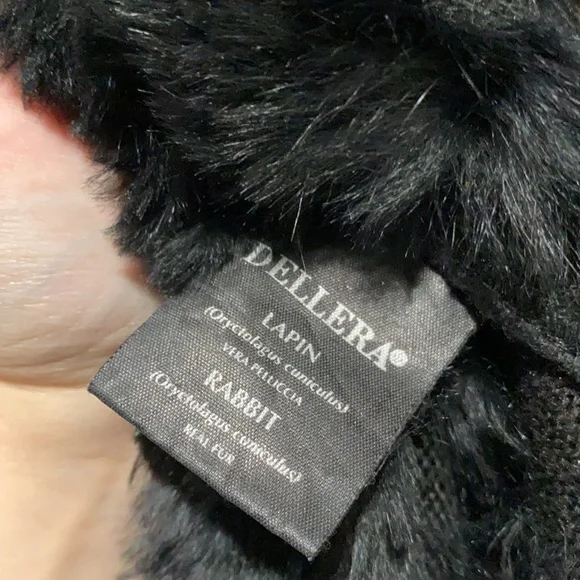 DELLERA®
LAPIN
(Oryctolagus cuniculus)
VERA PELLICCIA
RABBIT
(Oryctolagus cuniculus)
REAL FUR